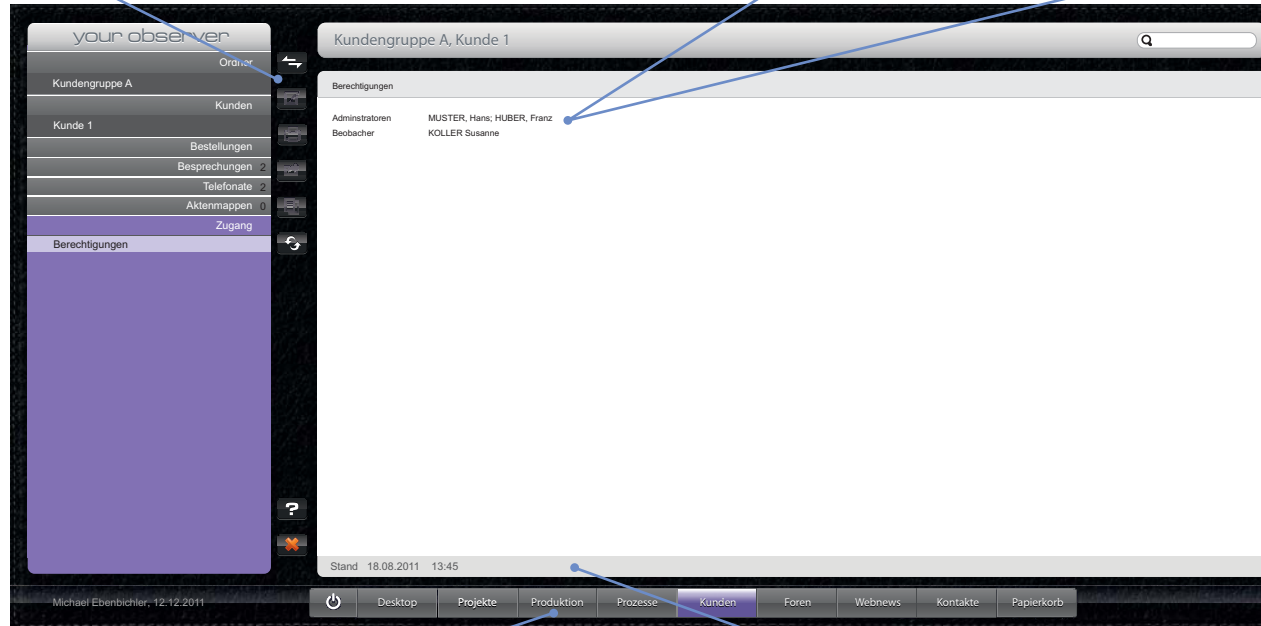 your observer
Ordner
Kundengruppe A
Kunden
Kunde 1
Bestellungen
Besprechungen 2
Telefonate 2
Aktenmappen 0
Zugang
Berechtigungen
?
Kundengruppe A, Kunde 1
Berechtigungen
Adminstratoren MUSTER, Hans; HUBER, Franz
Beobacher KOLLER Susanne
Stand 18.08.2011 13:45
Michael Ebenbichler, 12.12.2011
Desktop Projekte Produktion Prozesse Kunden Foren Webnews Kontakte Papierkorb